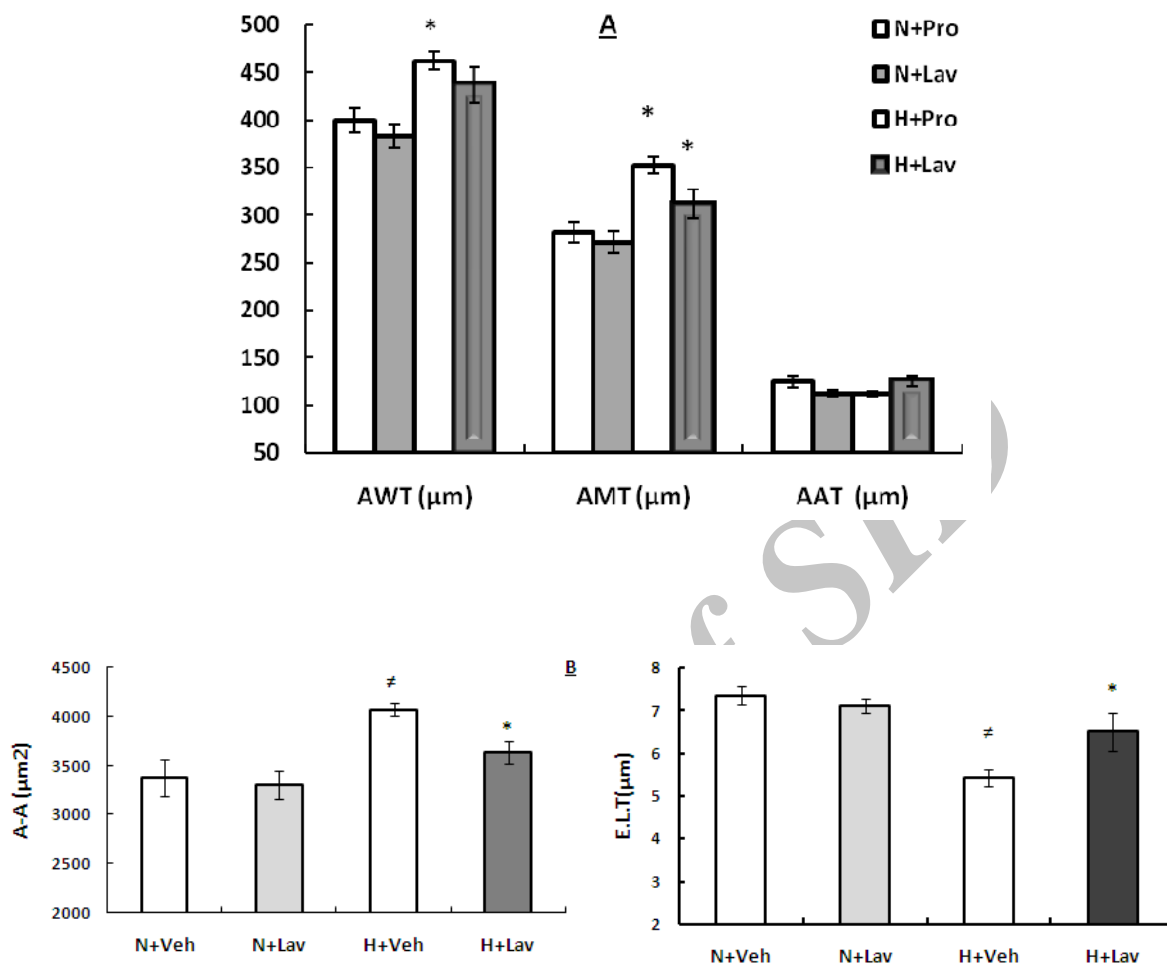 A
500
450
400
350
300
250
200
150
100
50
*
*
*
N+Pro
N+Lav
H+Pro
H+Lav
AWT (µm)
AMT (µm)
AAT (µm)
B
A-A (µm2)
4500
4000
3500
3000
2500
2000
≠
*
N+Veh
N+Lav
H+Veh
H+Lav
E.L.T(µm)
8
7
6
5
4
3
2
≠
*
N+Veh
N+Lav
H+Veh
H+Lav